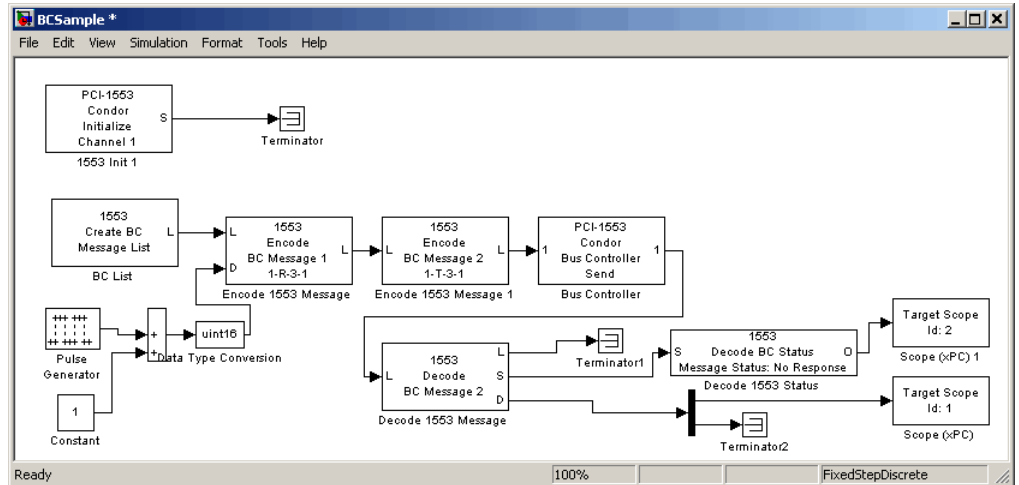 BCSample *
File Edit View Simulation Format Tools Help
PCI-1553
Condor
Initialize
Channel 1
S
1553 Init 1
Terminator
1553
Create BC
Message List
L
BC List
L
D
1553
Encode
BC Message 1
1-R-3-1
L
Encode 1553 Message
L
1553
Encode
BC Message 2
1-T-3-1
L
Encode 1553 Message 1
1
PCI-1553
Condor
Bus Controller
Send
1
Bus Controller
Pulse
Generator
+
+
uint16
Data Type Conversion
1
Constant
L
1553
Decode
BC Message 2
L
S
D
Decode 1553 Message
Terminator1
S
1553
Decode BC Status
Message Status: No Response
O
Decode 1553 Status
Target Scope
Id: 2
Scope (xPC) 1
Target Scope
Id: 1
Scope (xPC)
Terminator2
Ready
100%
FixedStepDiscrete